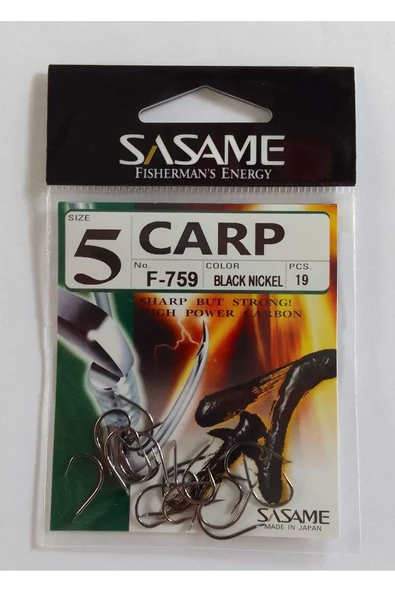 SASAME
FISHERMAN'S ENERGY
SIZE
5
CARP
No. COLOR PCS.
F-759 BLACK NICKEL 19
SHARP BUT STRONG!
HIGH POWER CARBON
SASAME
MADE IN JAPAN